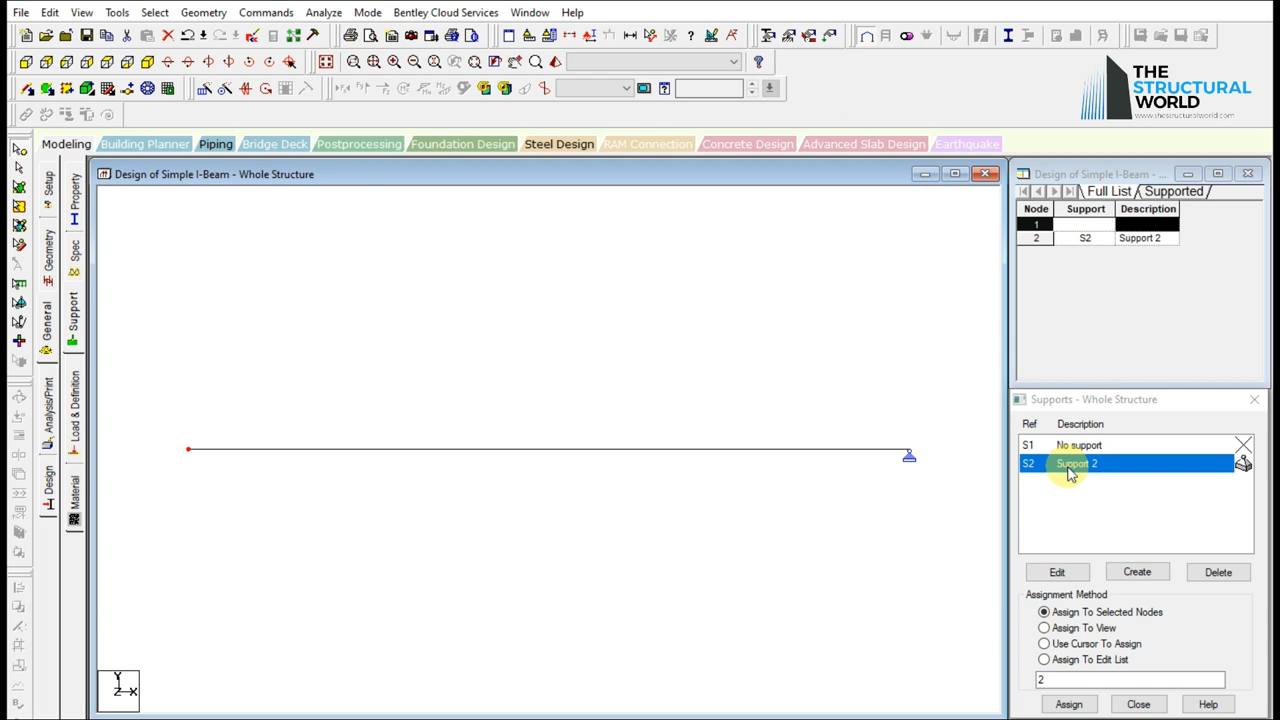 File Edit View Tools Select Geometry Commands Analyze Mode Bentley Cloud Services Window Help
THE
STRUCTURAL
WORLD
www.thestructuralworld.com
Modeling Building Planner Piping Bridge Deck Postprocessing Foundation Design Steel Design RAM Connection Concrete Design Advanced Slab Design Earthquake
Setup
Geometry
General
Analysis/Print
Design
Property
Spec
Support
Load & Definition
Material
Design of Simple I-Beam - Whole Structure
Y
Z X
Design of Simple I-Beam - ...
Full List Supported
Node Support Description
1
2 S2 Support 2
Supports - Whole Structure
Ref Description
S1 No support
S2 Support 2
Edit Create Delete
Assignment Method
Assign To Selected Nodes
Assign To View
Use Cursor To Assign
Assign To Edit List
2
Assign Close Help